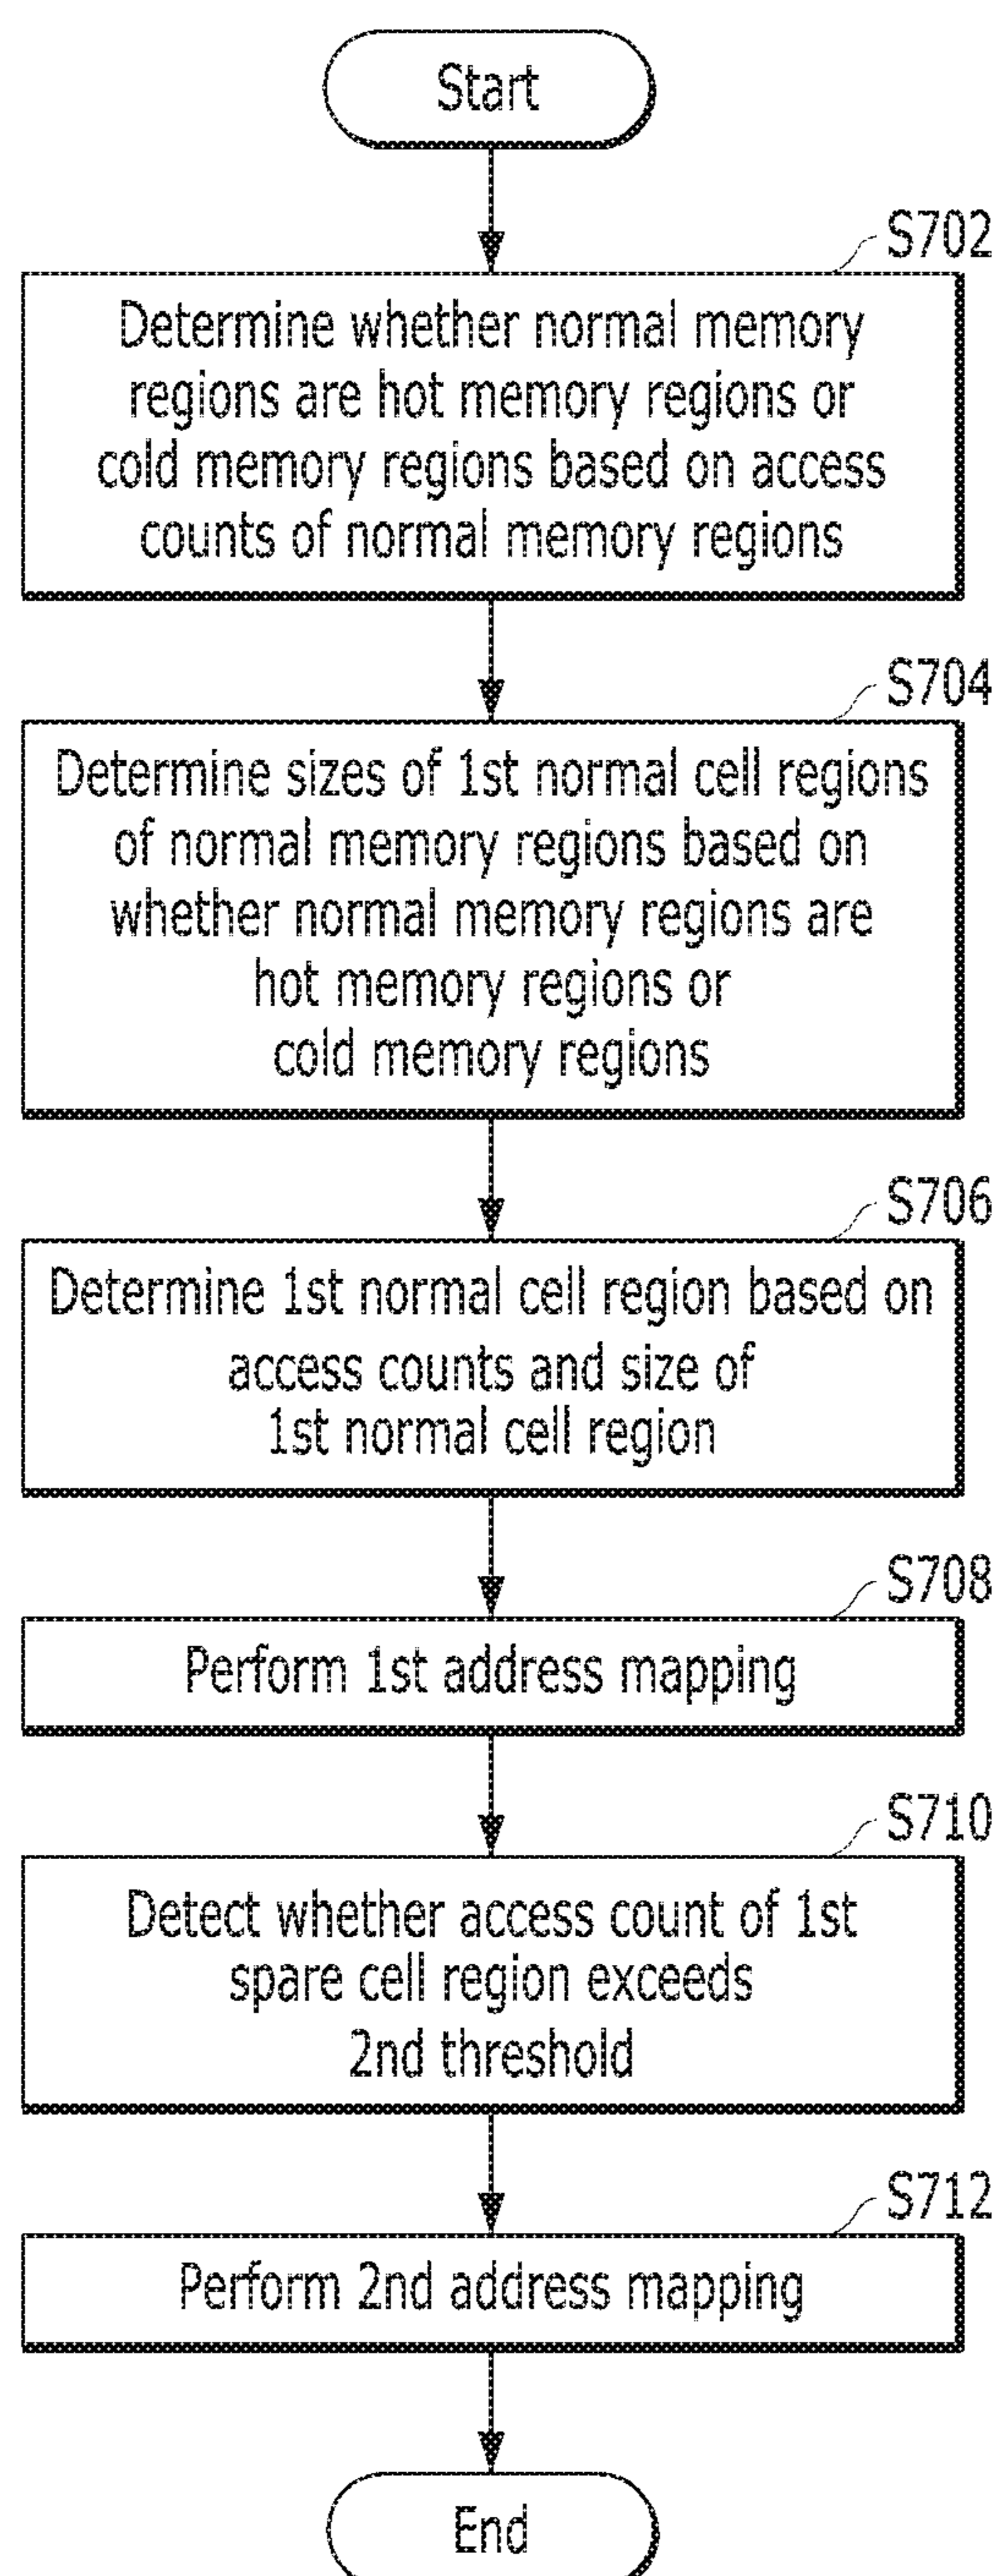 Start
S702
Determine whether normal memory
regions are hot memory regions or
cold memory regions based on access
counts of normal memory regions
S704
Determine sizes of 1st normal cell regions
of normal memory regions based on
whether normal memory regions are
hot memory regions or
cold memory regions
S706
Determine 1st normal cell region based on
access counts and size of
1st normal cell region
S708
Perform 1st address mapping
S710
Detect whether access count of 1st
spare cell region exceeds
2nd threshold
S712
Perform 2nd address mapping
End